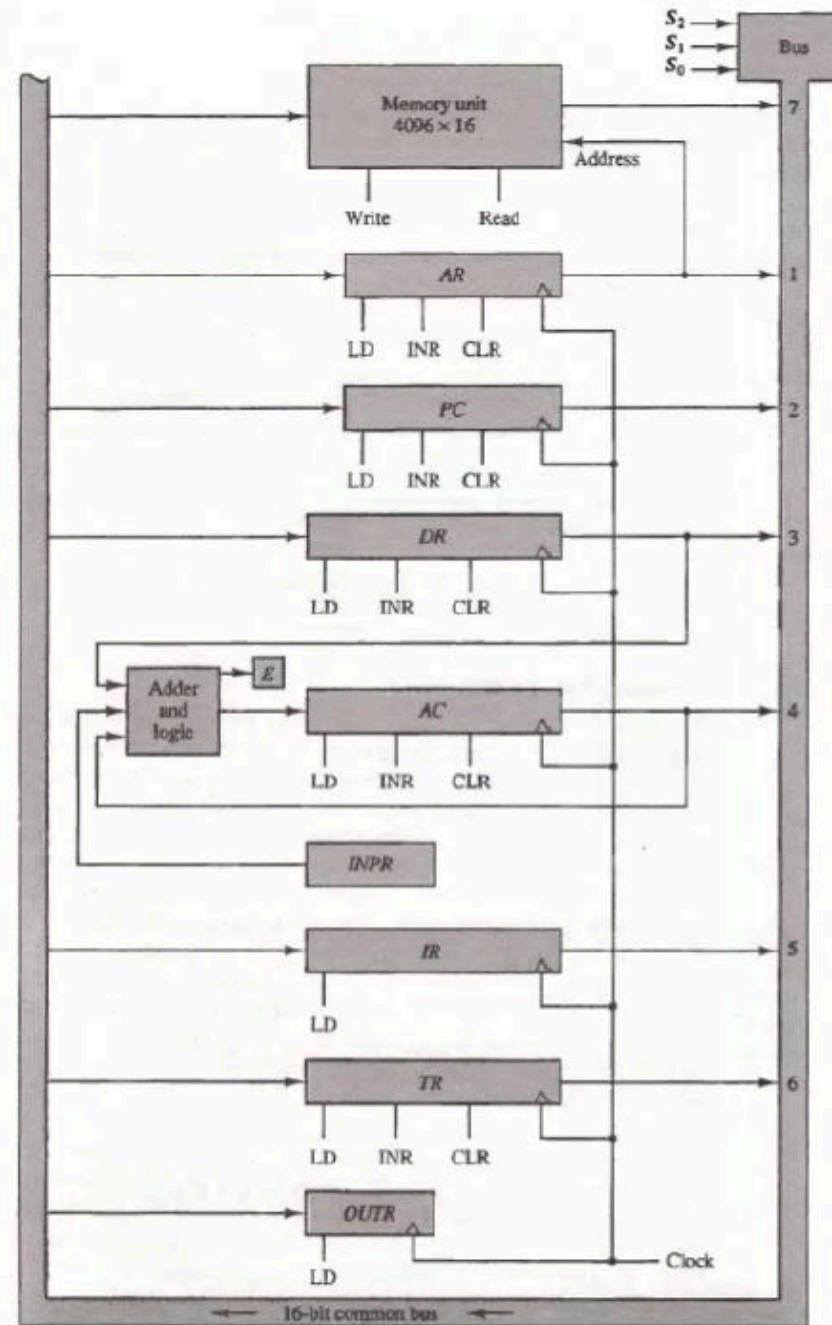 S₂
S₁
S₀
Bus
Memory unit
4096 × 16
7
Address
Write
Read
AR
1
LD
INR
CLR
PC
2
LD
INR
CLR
DR
3
LD
INR
CLR
Adder
and
logic
E
AC
4
LD
INR
CLR
INPR
IR
5
LD
TR
6
LD
INR
CLR
OUTR
LD
Clock
16-bit common bus